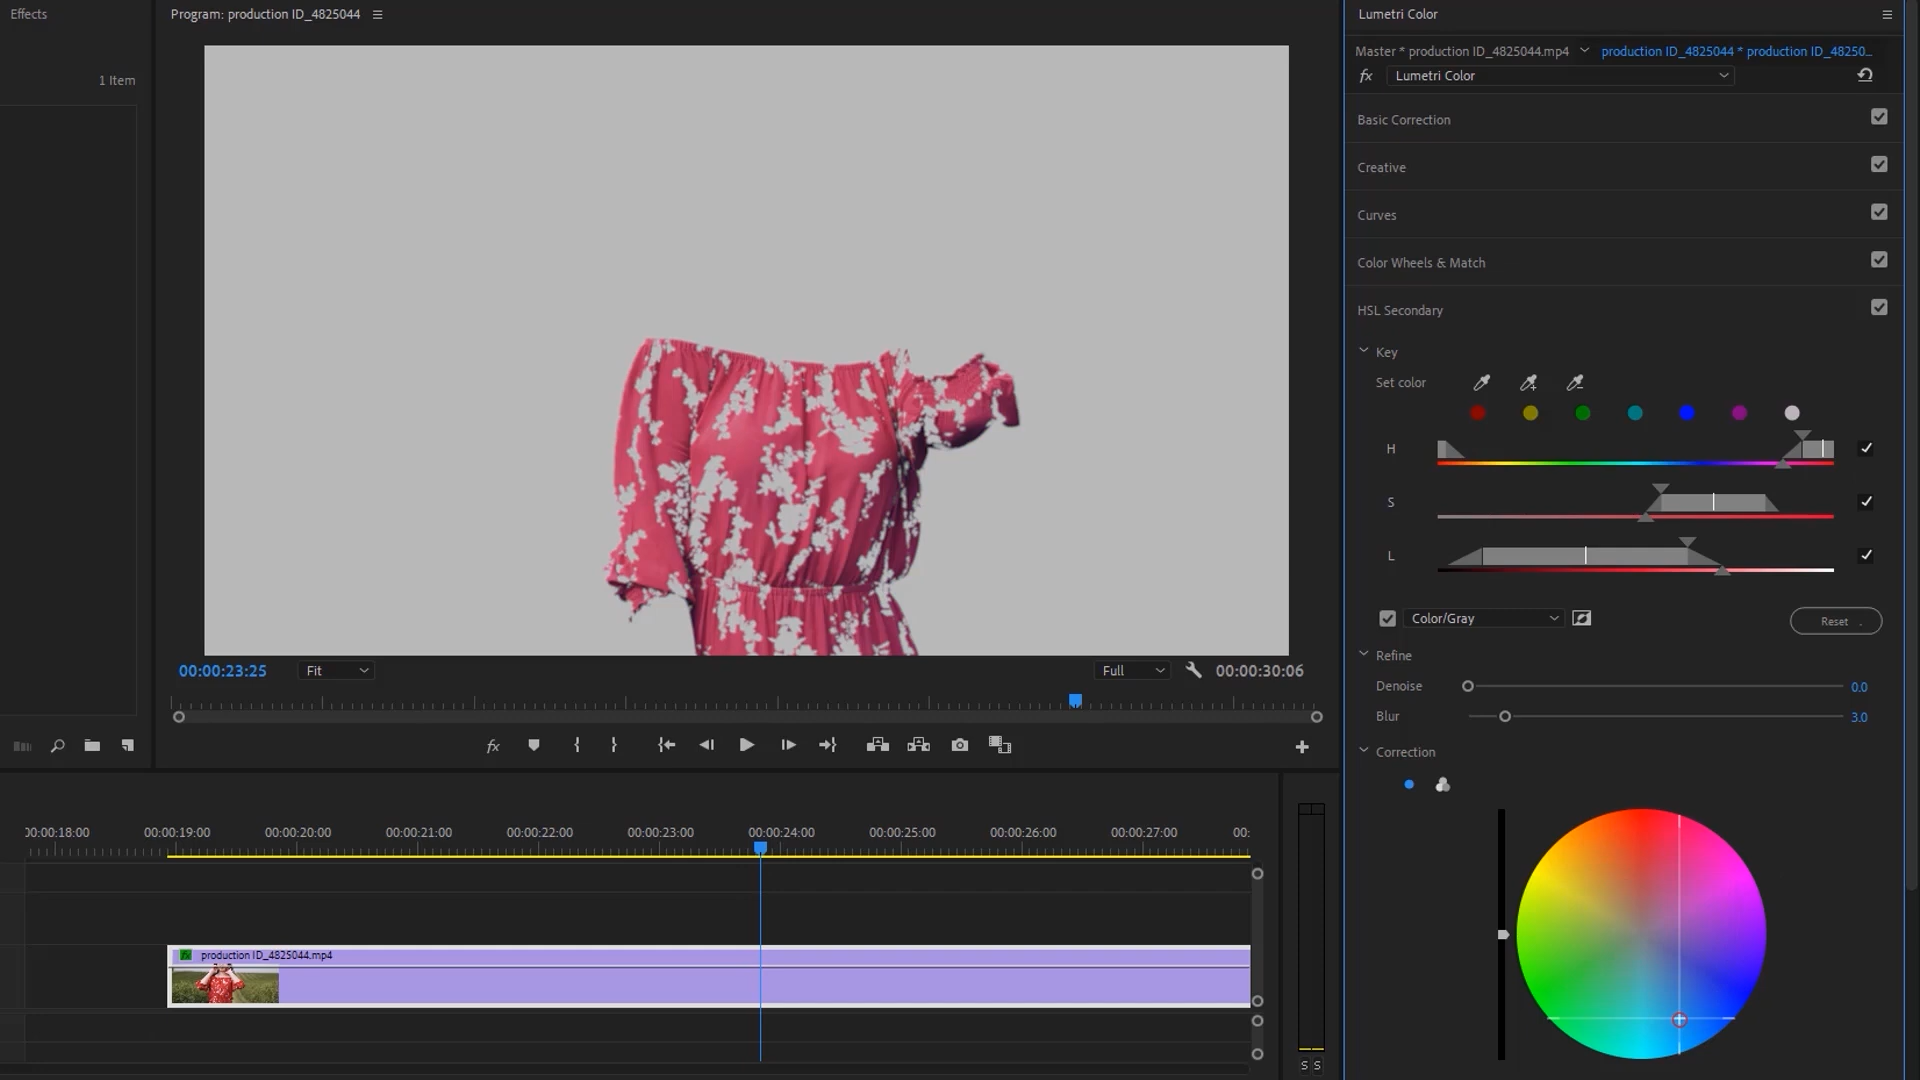 Effects
Program: production ID_4825044
Lumetri Color
Master * production ID_4825044.mp4
production ID_4825044 * production ID_48250...
fx
Lumetri Color
1 Item
Basic Correction
Creative
Curves
Color Wheels & Match
HSL Secondary
Key
Set color
H
S
L
Color/Gray
Reset
Refine
Denoise
0.0
Blur
3.0
Correction
00:00:23:25
Fit
Full
00:00:30:06
fx
00:00:18:00
00:00:19:00
00:00:20:00
00:00:21:00
00:00:22:00
00:00:23:00
00:00:24:00
00:00:25:00
00:00:26:00
00:00:27:00
00:
fx
production ID_4825044.mp4
S S